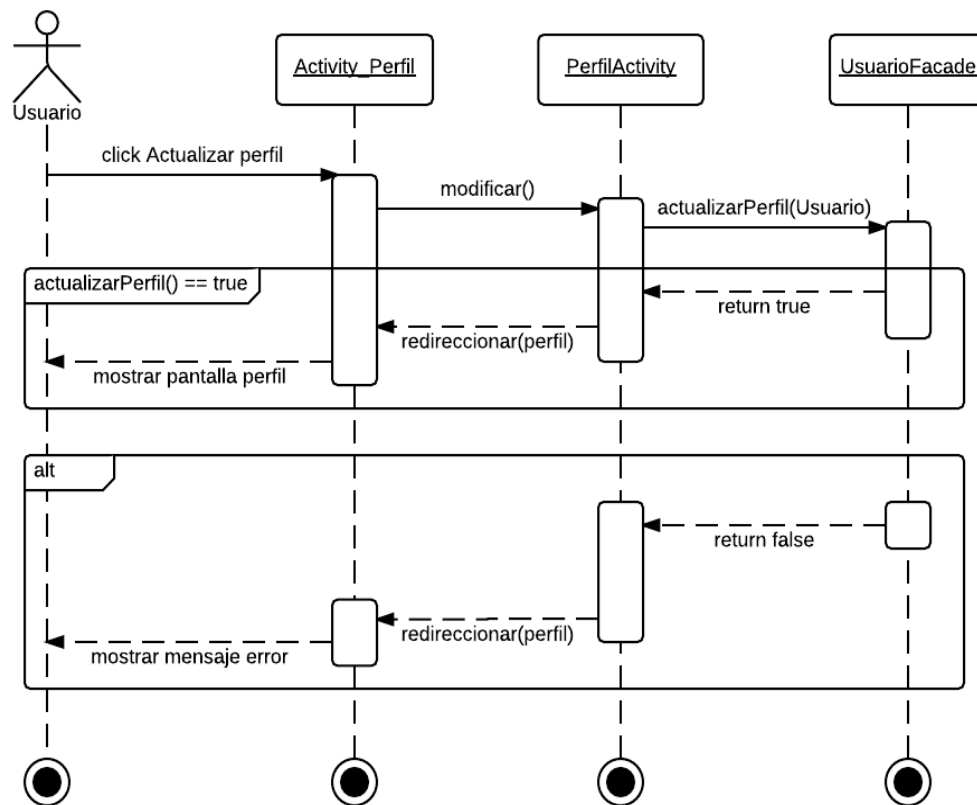 Usuario
Activity_Perfil
PerfilActivity
UsuarioFacade
click Actualizar perfil
modificar()
actualizarPerfil(Usuario)
actualizarPerfil() == true
return true
redireccionar(perfil)
mostrar pantalla perfil
alt
return false
redireccionar(perfil)
mostrar mensaje error